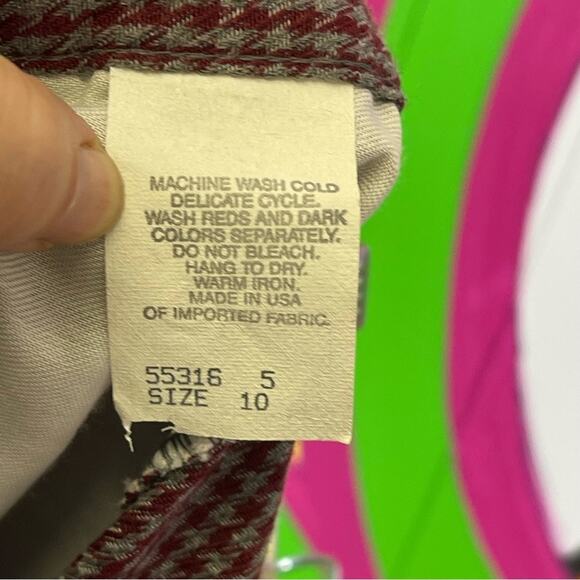 MACHINE WASH COLD
DELICATE CYCLE.
WASH REDS AND DARK
COLORS SEPARATELY.
DO NOT BLEACH.
HANG TO DRY.
WARM IRON.
MADE IN USA
OF IMPORTED FABRIC.
55316 5
SIZE 10